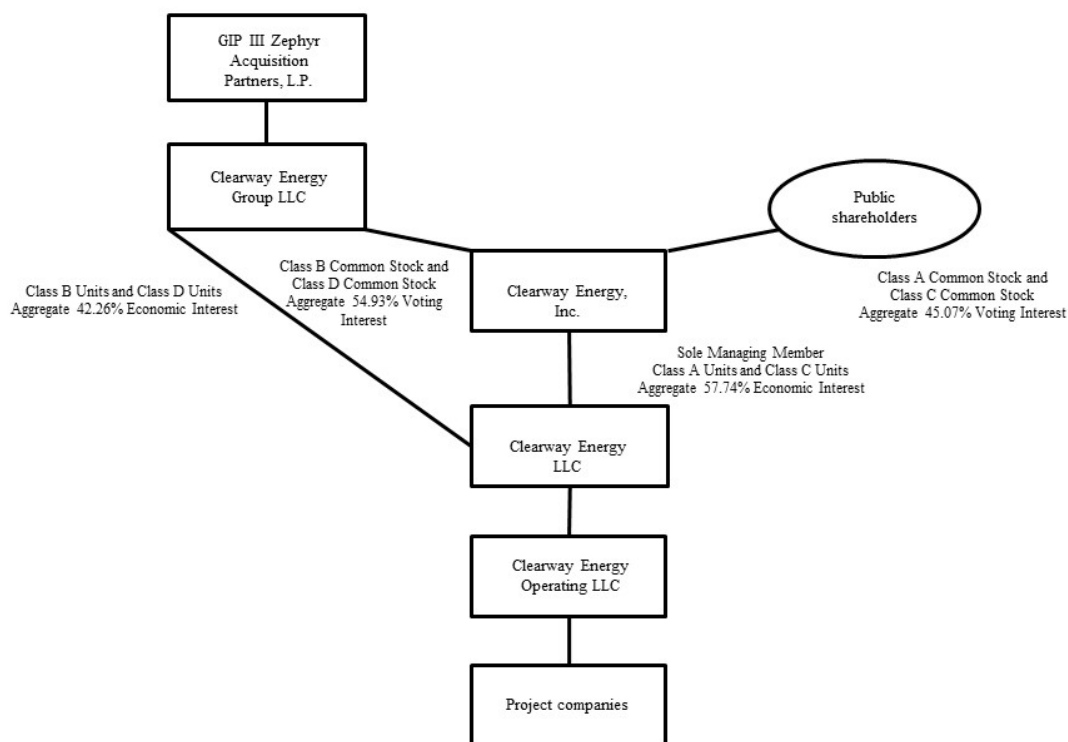 GIP III Zephyr
Acquisition
Partners, L.P.
Clearway Energy
Group LLC
Public
shareholders
Class B Units and Class D Units
Aggregate 42.26% Economic Interest
Class B Common Stock and
Class D Common Stock
Aggregate 54.93% Voting
Interest
Clearway Energy,
Inc.
Class A Common Stock and
Class C Common Stock
Aggregate 45.07% Voting Interest
Sole Managing Member
Class A Units and Class C Units
Aggregate 57.74% Economic Interest
Clearway Energy
LLC
Clearway Energy
Operating LLC
Project companies